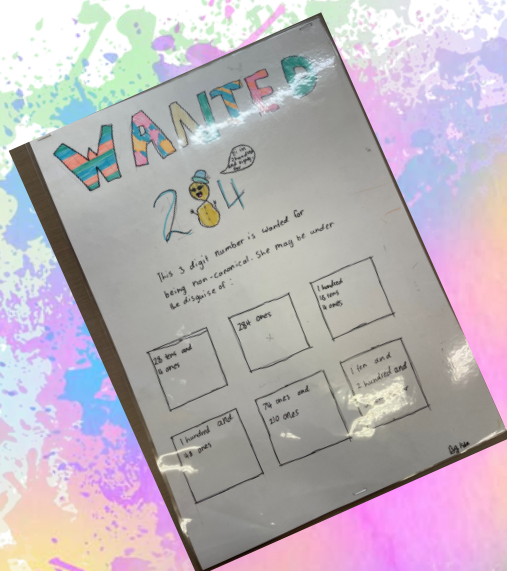 WANTED
284
This 3 digit number is wanted for
being non-canonical. She may be under
the disguise of:
28 tens and
4 ones
284 ones
1 hundred
18 tens
4 ones
1 hundred and
ones
74 ones and
210 ones
1 ten and
2 hundred and